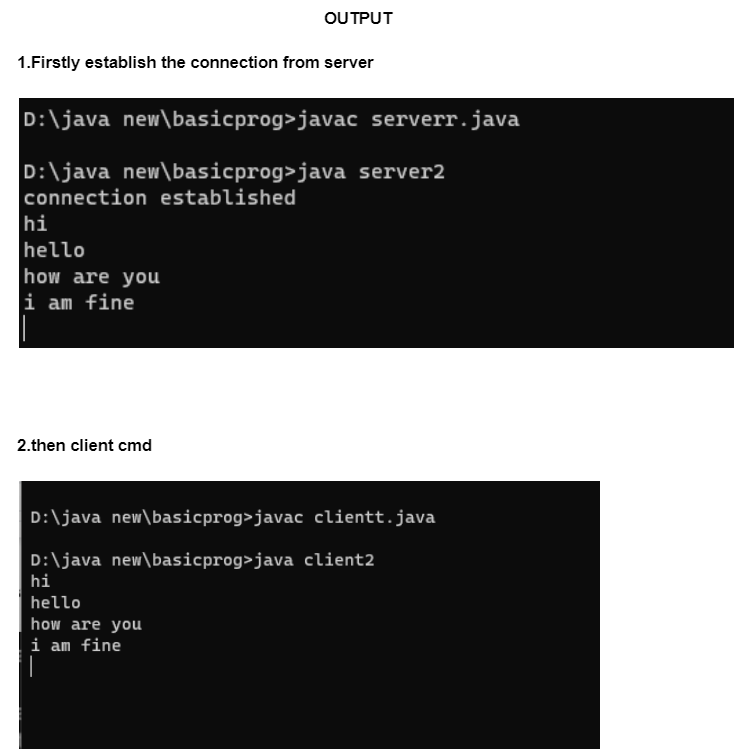 OUTPUT
1.Firstly establish the connection from server
D:\java new\basicprog>javac serverr.java
D:\java new\basicprog>java server2
connection established
hi
hello
how are you
i am fine
2.then client cmd
D:\java new\basicprog>javac clientt.java
D:\java new\basicprog>java client2
hi
hello
how are you
i am fine